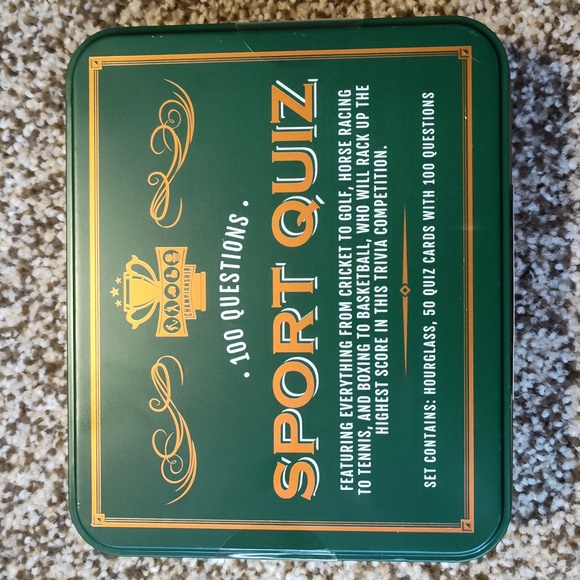 MAOLE
CHAMPIONSHIP
· 100 QUESTIONS ·
SPORT QUIZ
FEATURING EVERYTHING FROM CRICKET TO GOLF, HORSE RACING
TO TENNIS, AND BOXING TO BASKETBALL, WHO WILL RACK UP THE
HIGHEST SCORE IN THIS TRIVIA COMPETITION.
SET CONTAINS: HOURGLASS, 50 QUIZ CARDS WITH 100 QUESTIONS